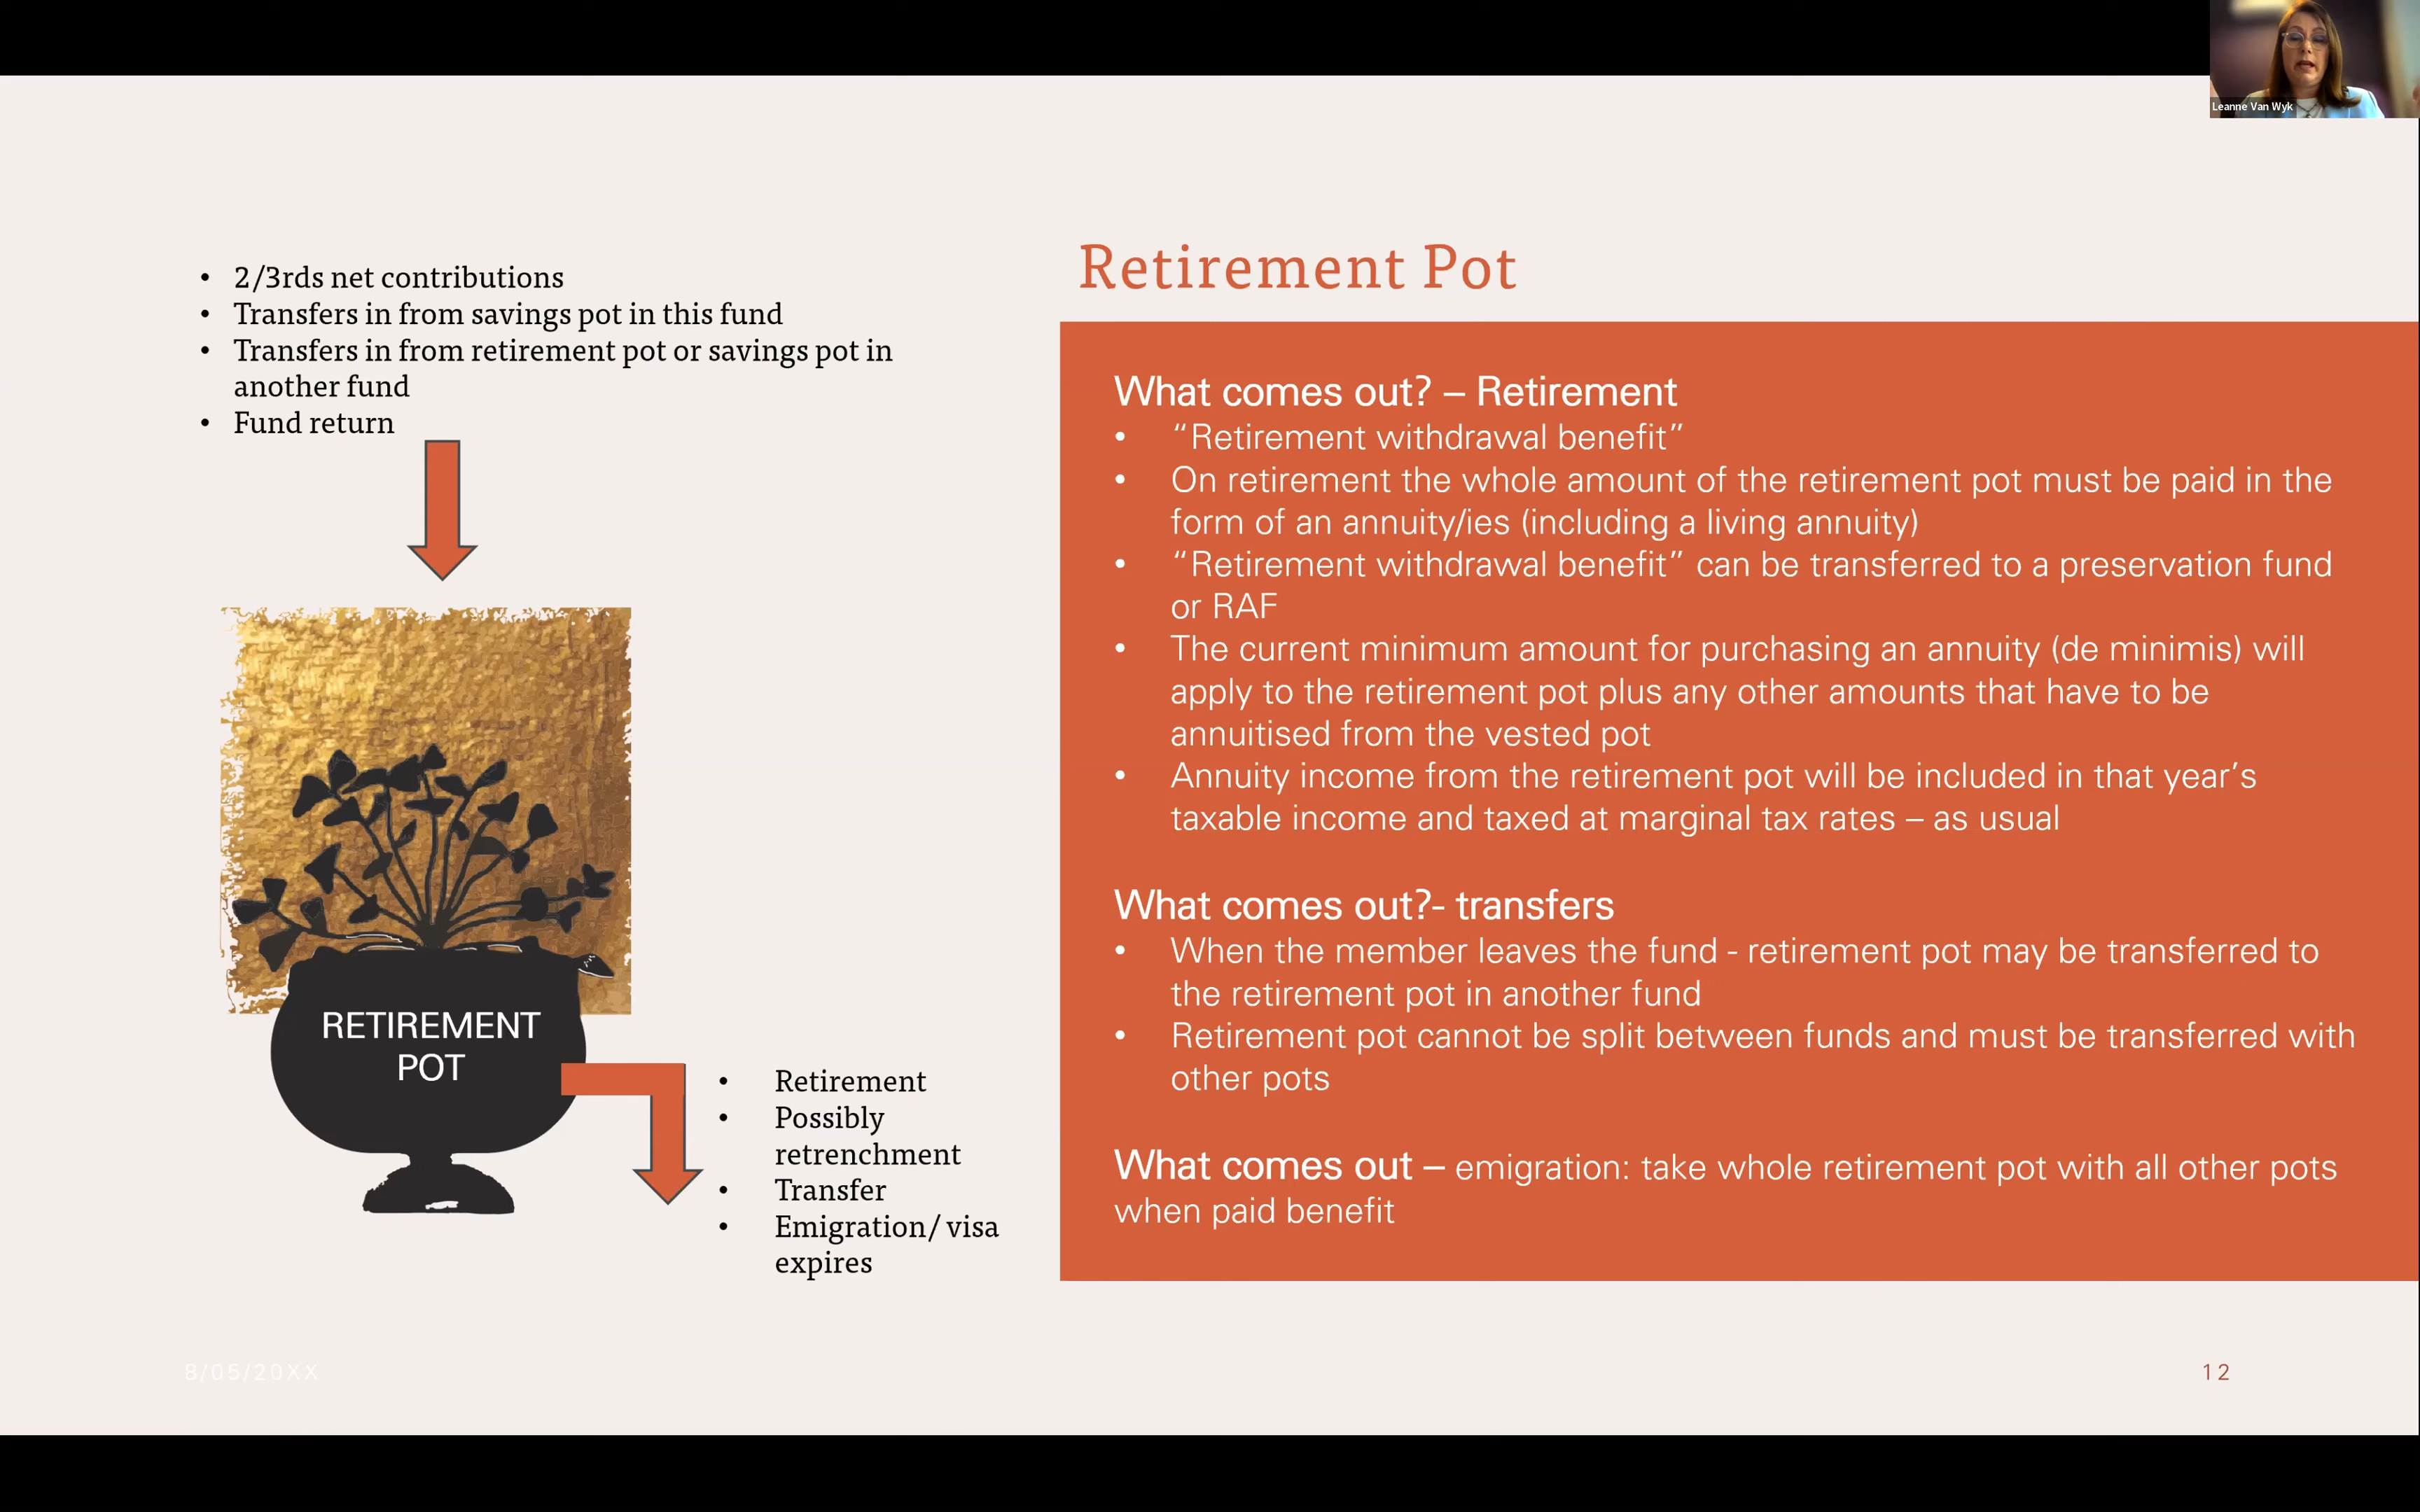 Leanne Van Wyk
• 2/3rds net contributions
• Transfers in from savings pot in this fund
• Transfers in from retirement pot or savings pot in
another fund
• Fund return
RETIREMENT
POT
• Retirement
• Possibly
retrenchment
• Transfer
• Emigration/ visa
expires
Retirement Pot
What comes out? – Retirement
• “Retirement withdrawal benefit”
• On retirement the whole amount of the retirement pot must be paid in the
form of an annuity/ies (including a living annuity)
• “Retirement withdrawal benefit” can be transferred to a preservation fund
or RAF
• The current minimum amount for purchasing an annuity (de minimis) will
apply to the retirement pot plus any other amounts that have to be
annuitised from the vested pot
• Annuity income from the retirement pot will be included in that year’s
taxable income and taxed at marginal tax rates – as usual
What comes out?- transfers
• When the member leaves the fund - retirement pot may be transferred to
the retirement pot in another fund
• Retirement pot cannot be split between funds and must be transferred with
other pots
What comes out – emigration: take whole retirement pot with all other pots
when paid benefit
8/05/20XX
12